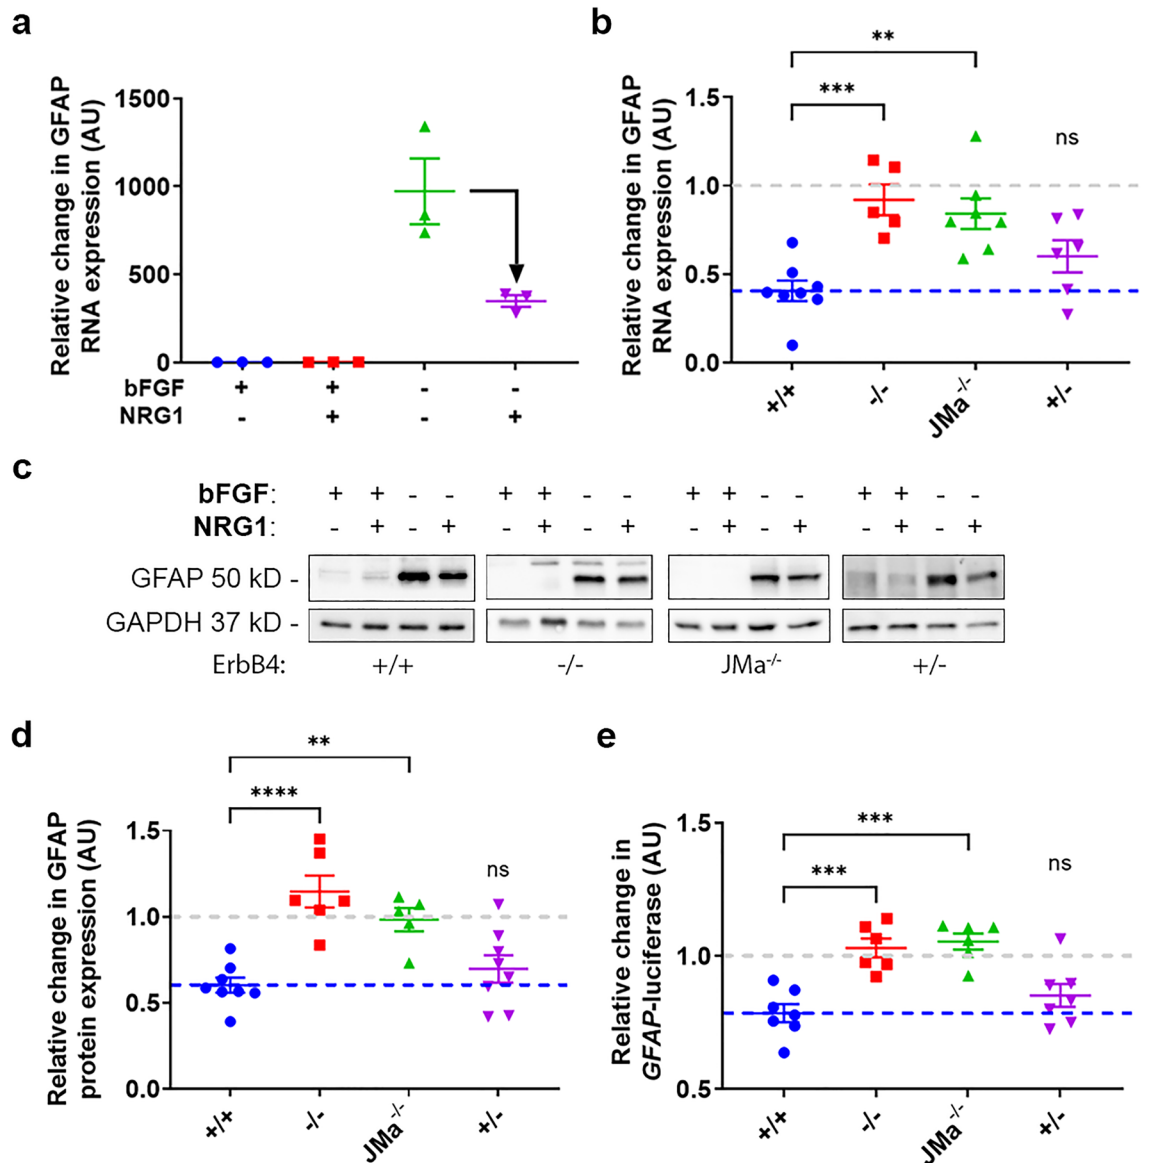 a
Relative change in GFAP
RNA expression (AU)
1500
1000
500
0
bFGF + + - -
NRG1 - + - +
b
Relative change in GFAP
RNA expression (AU)
1.5
1.0
0.5
0.0
**
***
ns
+/+ -/- JMa-/- +/-
c
bFGF: + + - - + + - - + + - - + + - -
NRG1: - + - + - + - + - + - + - + - +
GFAP 50 kD -
GAPDH 37 kD -
ErbB4: +/+ -/- JMa-/- +/-
d
Relative change in GFAP
protein expression (AU)
1.5
1.0
0.5
0.0
**
****
ns
+/+ -/- JMa-/- +/-
e
Relative change in
GFAP-luciferase (AU)
1.5
1.0
0.5
***
***
ns
+/+ -/- JMa-/- +/-